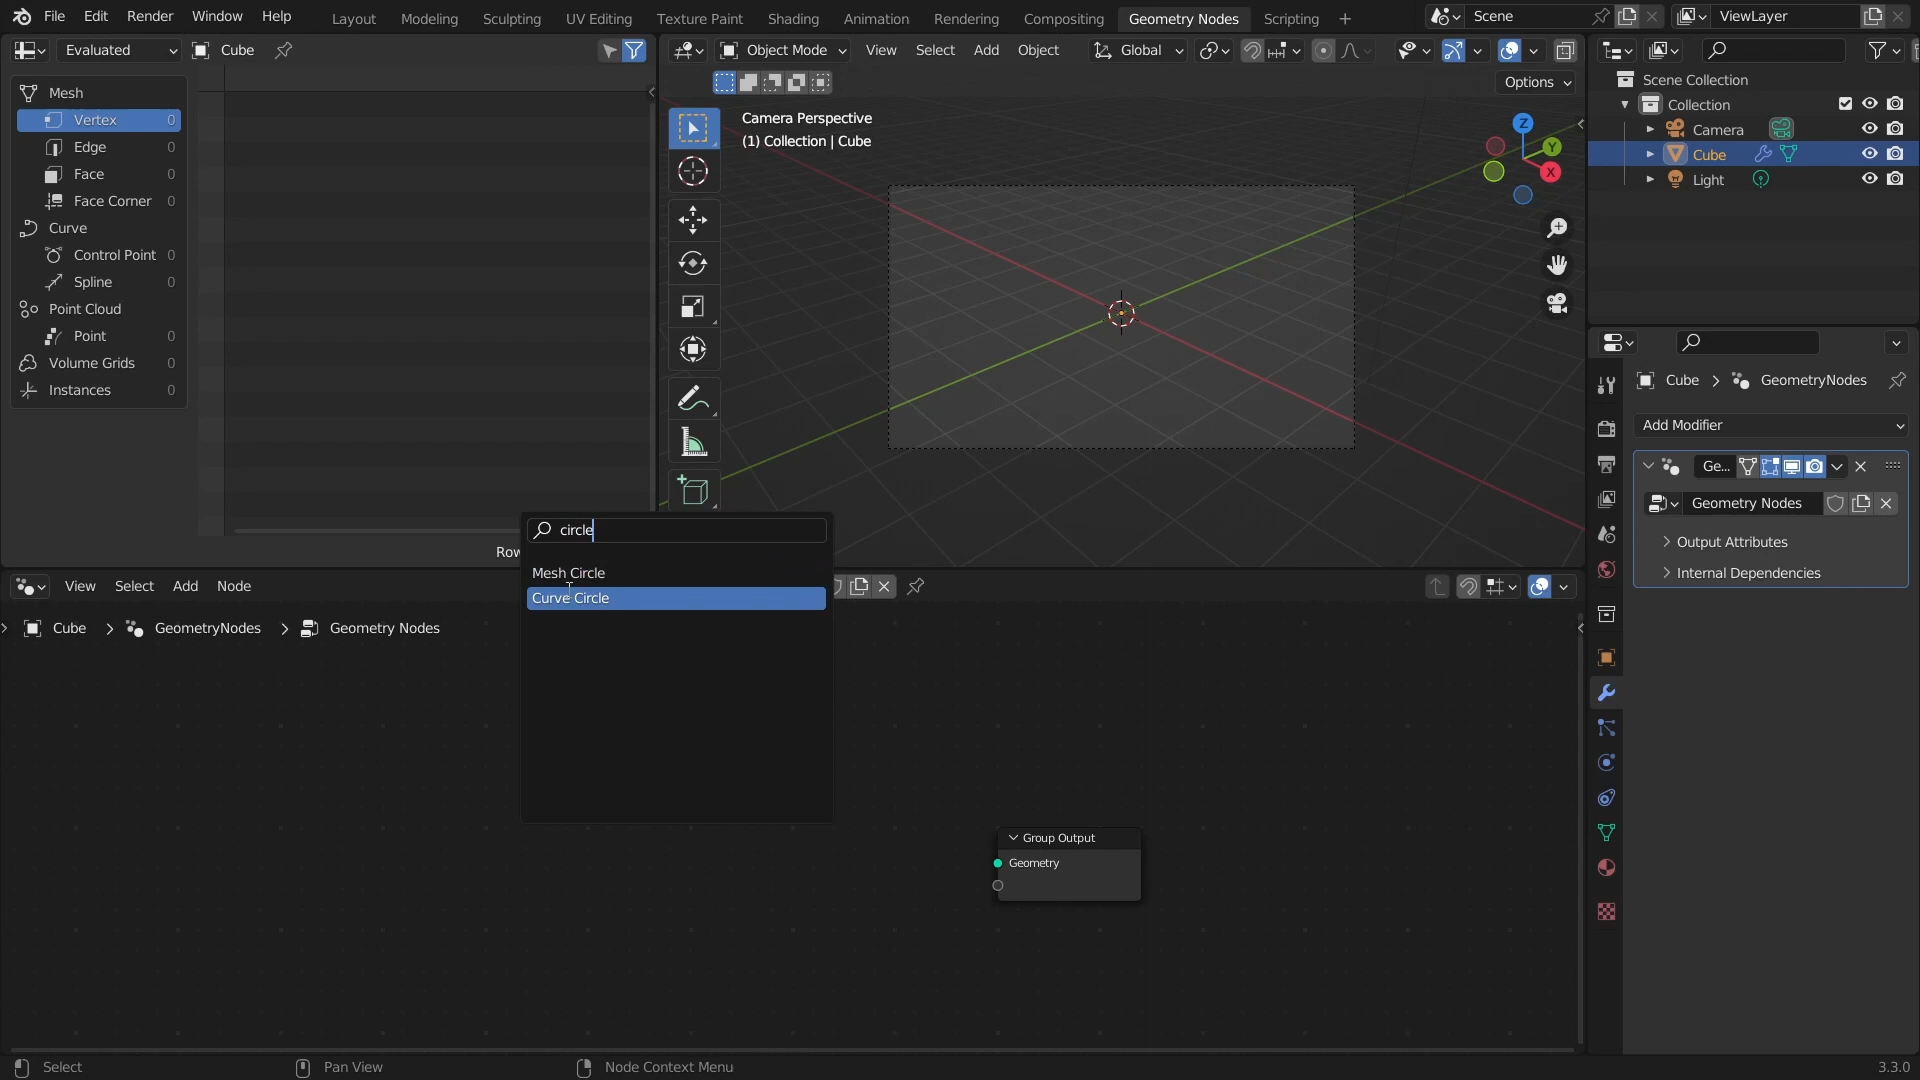 File Edit Render Window Help
Layout Modeling Sculpting UV Editing Texture Paint Shading Animation Rendering Compositing Geometry Nodes Scripting
Scene
ViewLayer
Evaluated
Cube
Mesh
Vertex 0
Edge 0
Face 0
Face Corner 0
Curve
Control Point 0
Spline 0
Point Cloud
Point 0
Volume Grids 0
Instances 0
Object Mode View Select Add Object Global
Options
Camera Perspective
(1) Collection | Cube
Z
Y
X
Scene Collection
Collection
Camera
Cube
Light
Cube > GeometryNodes
Add Modifier
Ge...
Geometry Nodes
Output Attributes
Internal Dependencies
circle
Mesh Circle
Curve Circle
View Select Add Node
Cube > GeometryNodes > Geometry Nodes
Group Output
Geometry
Select
Pan View
Node Context Menu
3.3.0